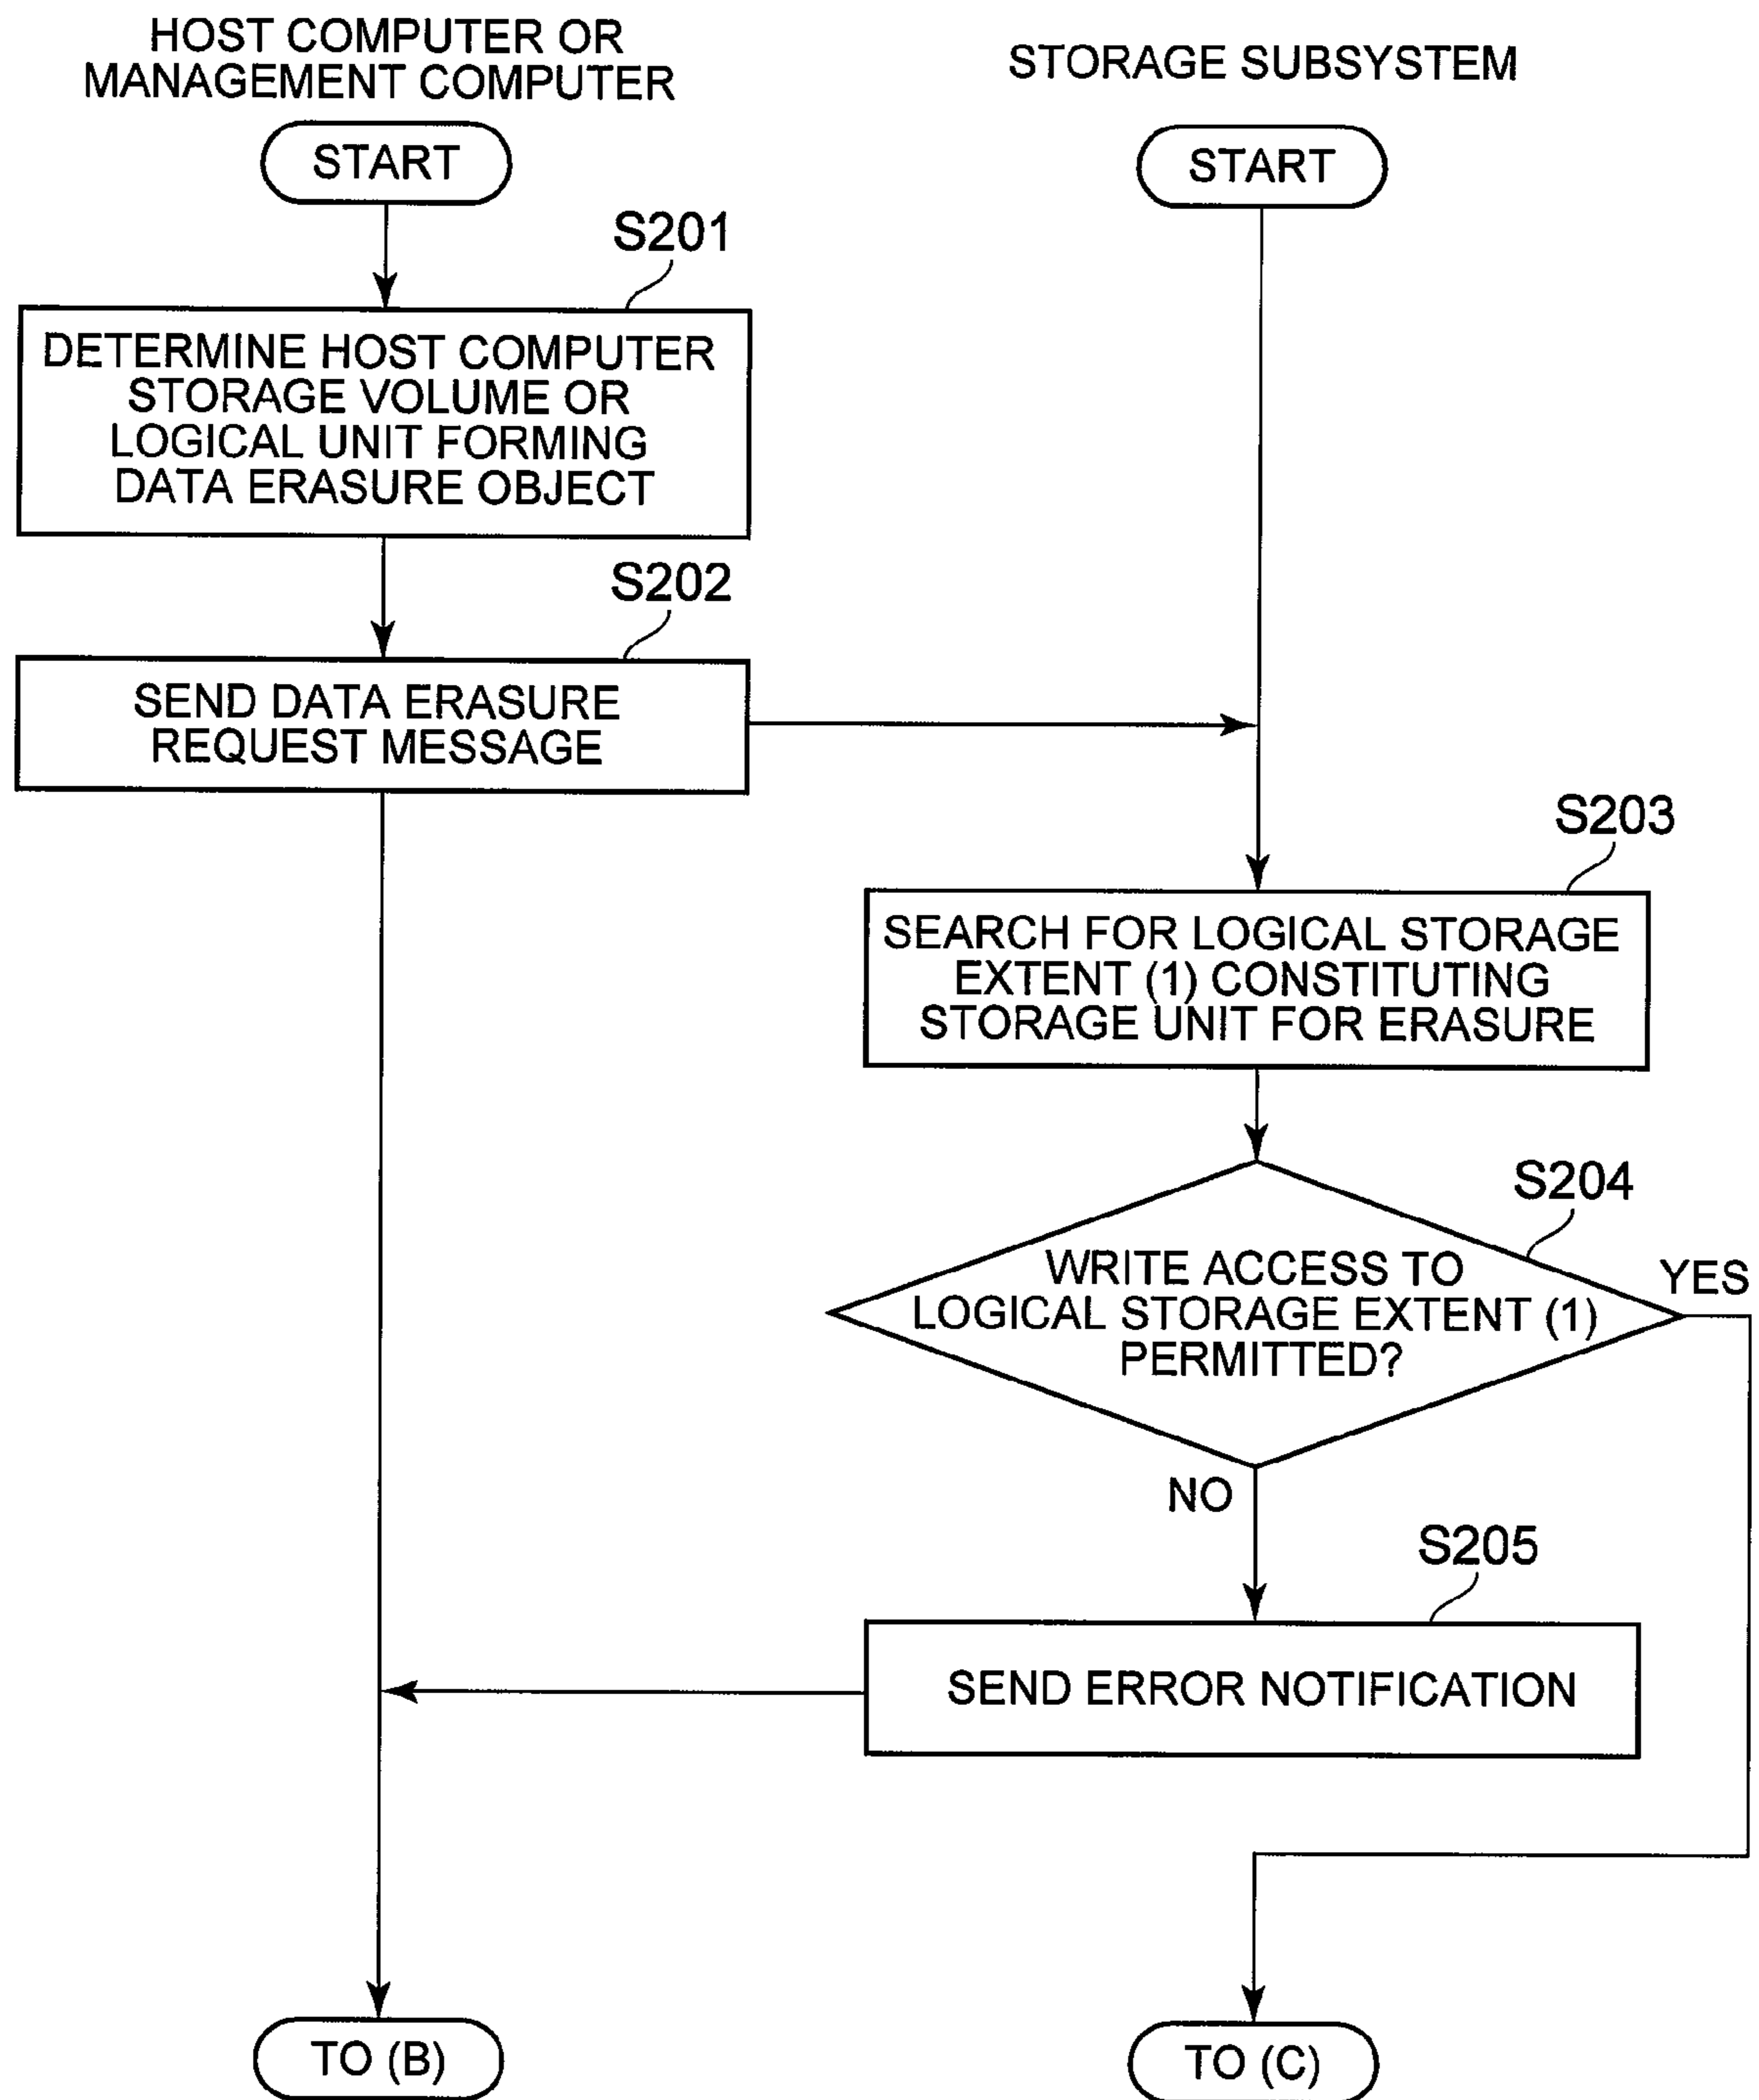 HOST COMPUTER OR
MANAGEMENT COMPUTER
STORAGE SUBSYSTEM
START
START
S201
DETERMINE HOST COMPUTER
STORAGE VOLUME OR
LOGICAL UNIT FORMING
DATA ERASURE OBJECT
S202
SEND DATA ERASURE
REQUEST MESSAGE
S203
SEARCH FOR LOGICAL STORAGE
EXTENT (1) CONSTITUTING
STORAGE UNIT FOR ERASURE
S204
WRITE ACCESS TO
LOGICAL STORAGE EXTENT (1)
PERMITTED?
YES
NO
S205
SEND ERROR NOTIFICATION
TO (B)
TO (C)